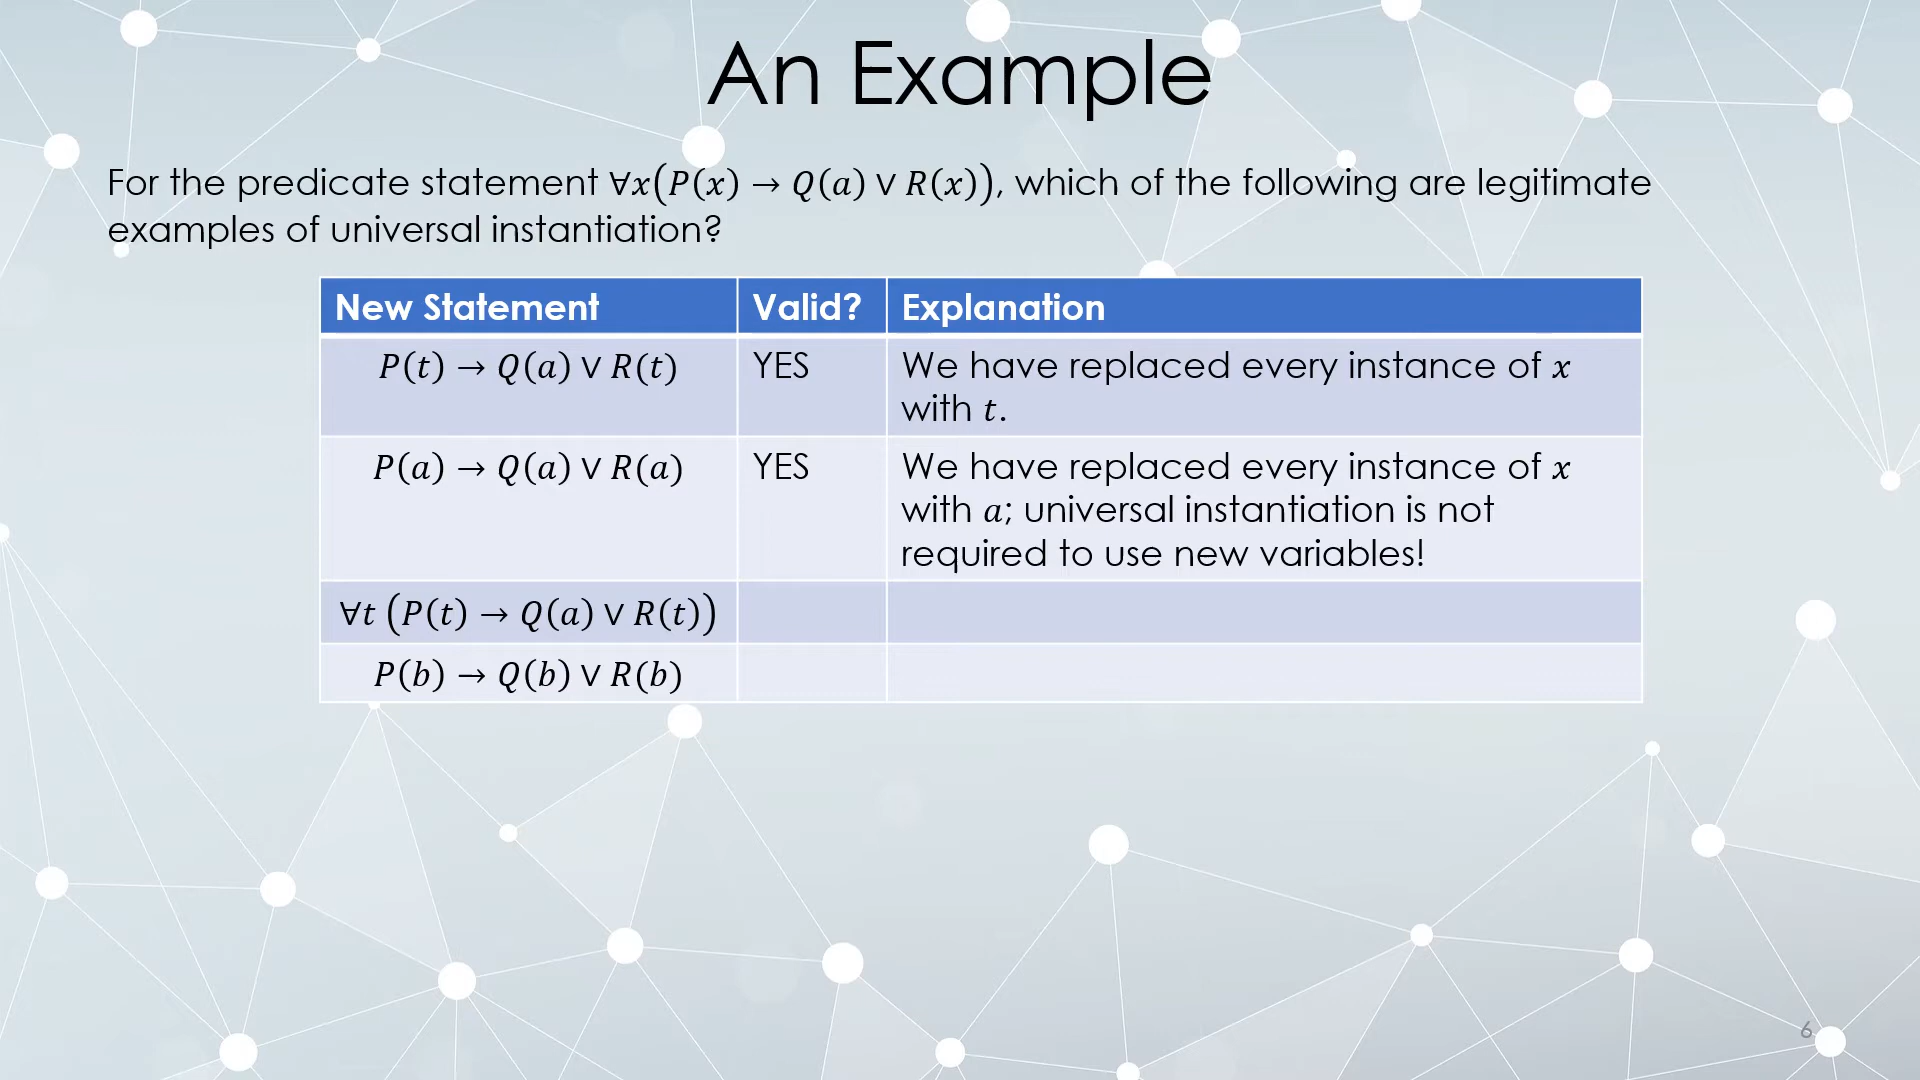 An Example
For the predicate statement ∀x(P(x) → Q(a) ∨ R(x)), which of the following are legitimate
examples of universal instantiation?
New Statement Valid? Explanation
P(t) → Q(a) ∨ R(t) YES We have replaced every instance of x
with t.
P(a) → Q(a) ∨ R(a) YES We have replaced every instance of x
with a; universal instantiation is not
required to use new variables!
∀t (P(t) → Q(a) ∨ R(t))
P(b) → Q(b) ∨ R(b)
6